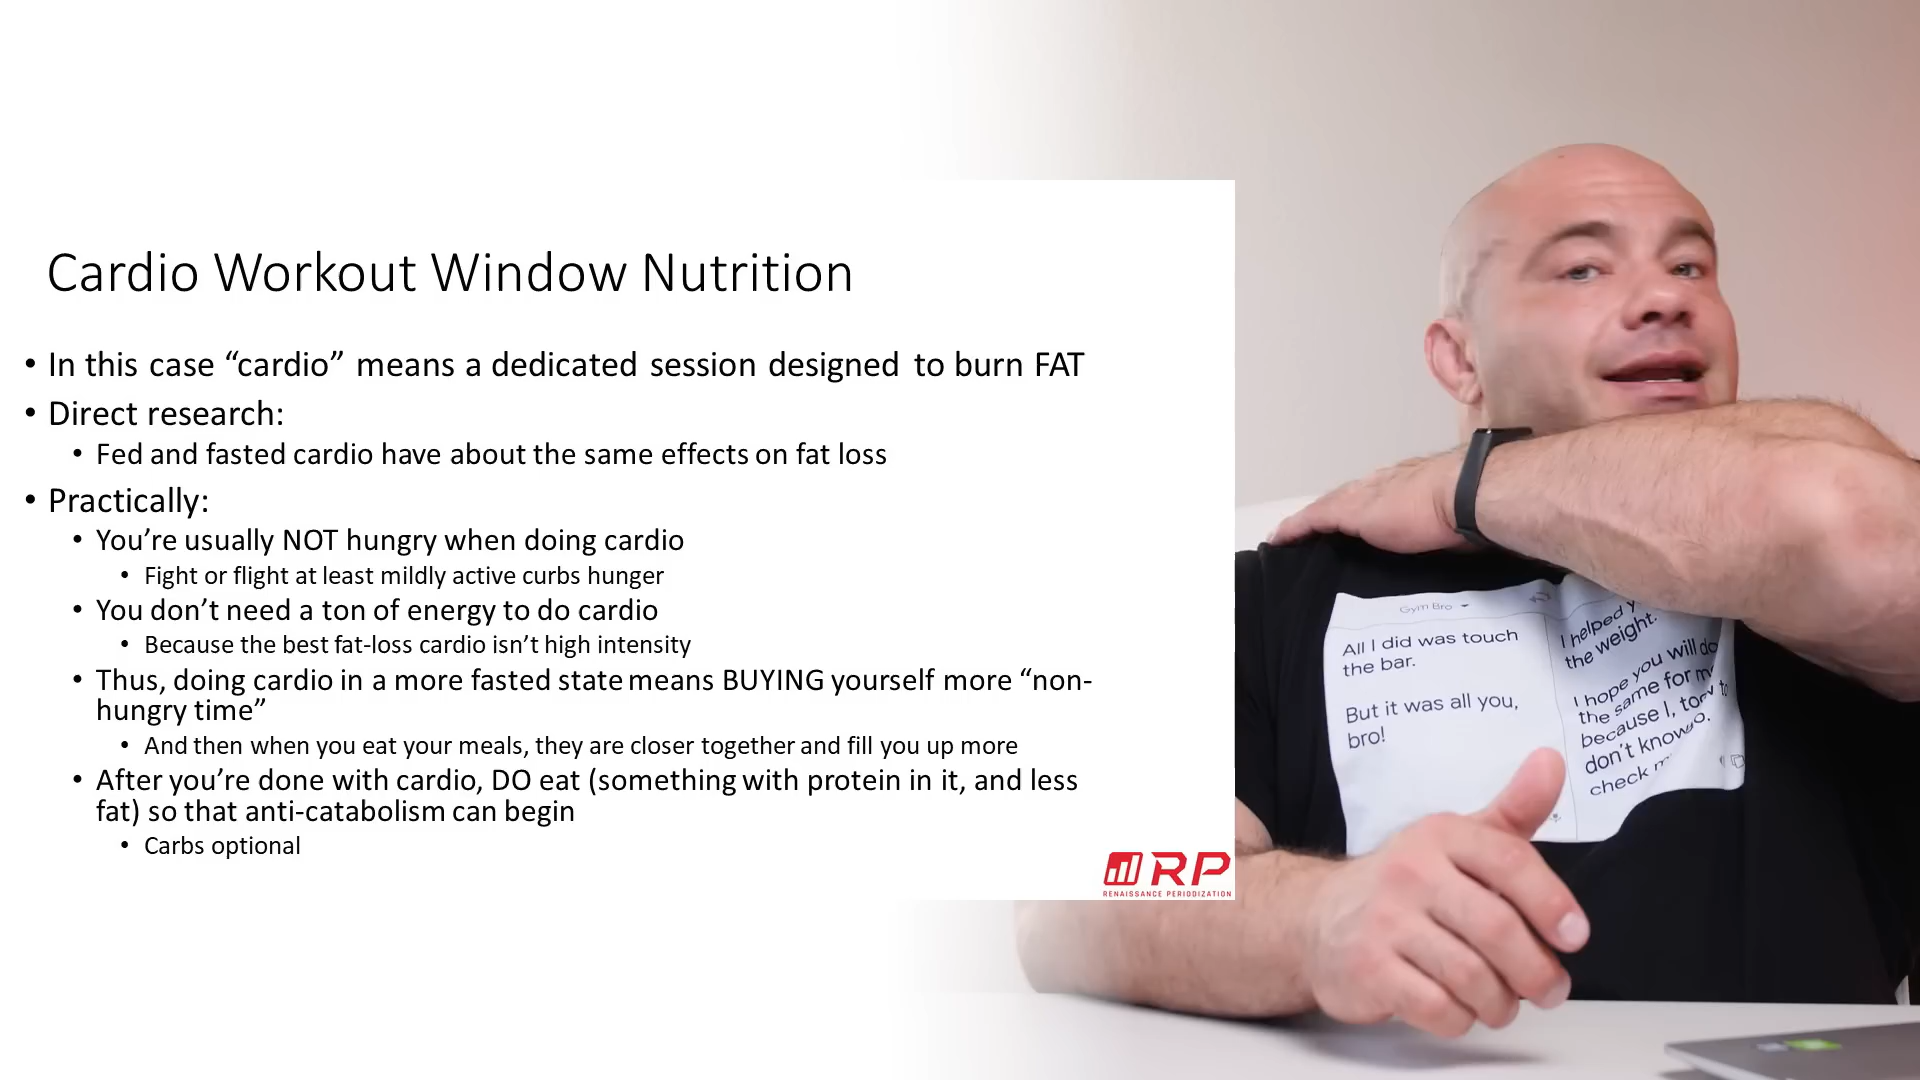 Cardio Workout Window Nutrition
• In this case “cardio” means a dedicated session designed to burn FAT
• Direct research:
• Fed and fasted cardio have about the same effects on fat loss
• Practically:
• You’re usually NOT hungry when doing cardio
• Fight or flight at least mildly active curbs hunger
• You don’t need a ton of energy to do cardio
• Because the best fat-loss cardio isn’t high intensity
• Thus, doing cardio in a more fasted state means BUYING yourself more “non-
hungry time”
• And then when you eat your meals, they are closer together and fill you up more
• After you’re done with cardio, DO eat (something with protein in it, and less
fat) so that anti-catabolism can begin
• Carbs optional
RP
RENAISSANCE PERIODIZATION
Gym Bro
All I did was touch
the bar.
But it was all you,
bro!
I helped
the weight.
I hope you will do
the same for
because I, too,
don’t know
check